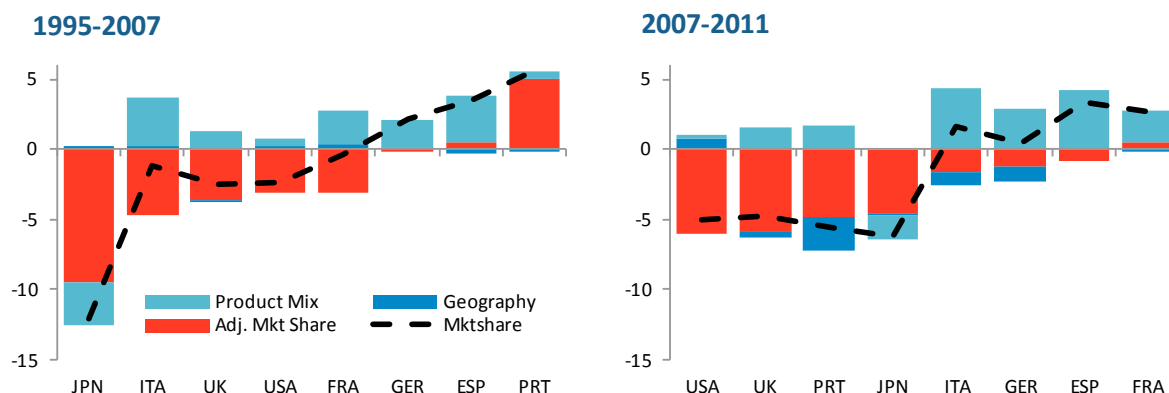 1995-2007
5
0
-5
-10
-15
Product Mix
Geography
Adj. Mkt Share
Mktshare
JPN ITA UK USA FRA GER ESP PRT
2007-2011
5
0
-5
-10
-15
USA UK PRT JPN ITA GER ESP FRA